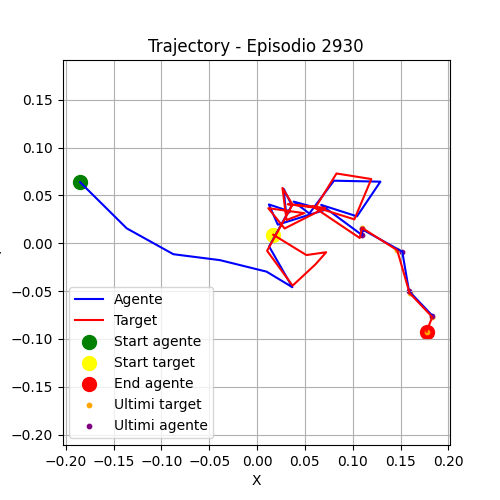 Trajectory - Episodio 2930
0.15
0.10
0.05
0.00
−0.05
−0.10
−0.15
−0.20
Agente
Target
Start agente
Start target
End agente
Ultimi target
Ultimi agente
−0.20 −0.15 −0.10 −0.05 0.00 0.05 0.10 0.15 0.20
X